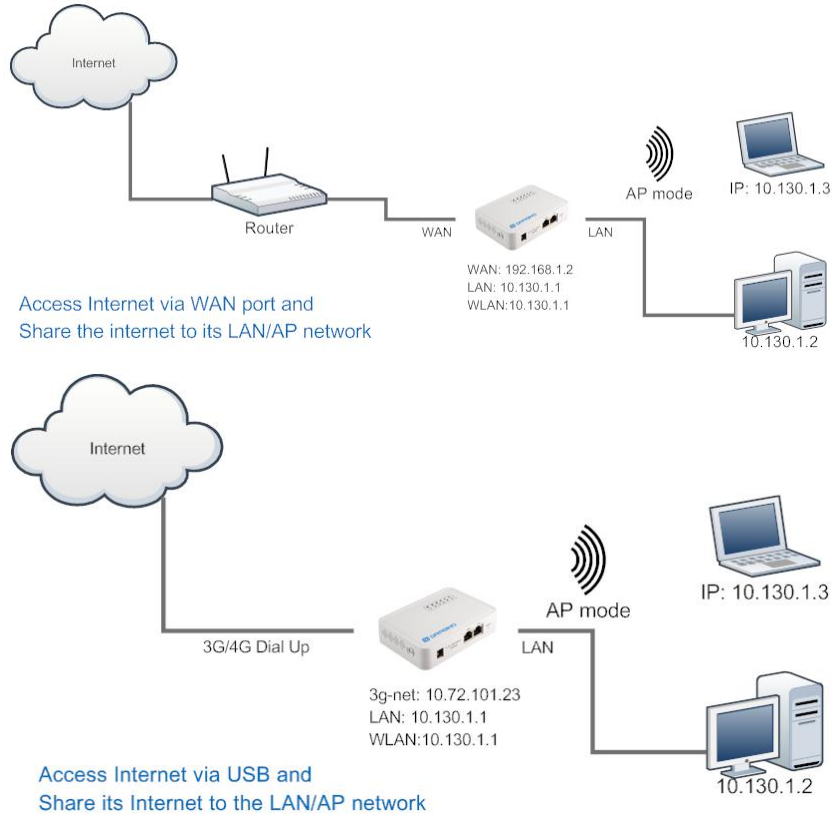 Internet
AP mode
IP: 10.130.1.3
Router
WAN
LAN
WAN: 192.168.1.2
LAN: 10.130.1.1
WLAN:10.130.1.1
10.130.1.2
Access Internet via WAN port and
Share the internet to its LAN/AP network
Internet
AP mode
IP: 10.130.1.3
3G/4G Dial Up
LAN
3g-net: 10.72.101.23
LAN: 10.130.1.1
WLAN:10.130.1.1
10.130.1.2
Access Internet via USB and
Share its Internet to the LAN/AP network